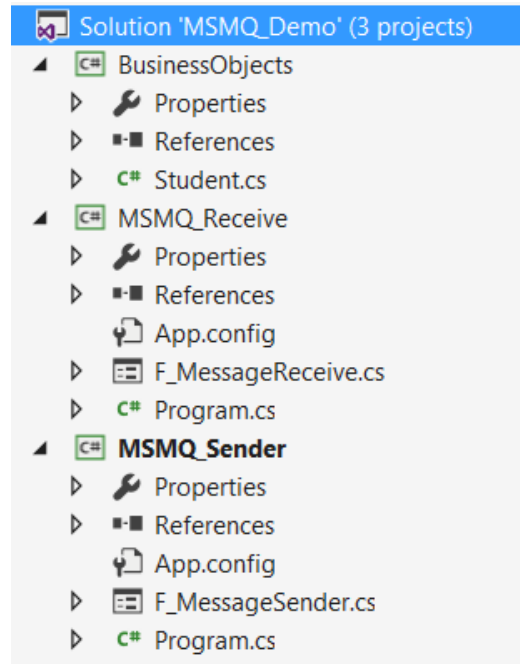 Solution 'MSMQ_Demo' (3 projects)
C# BusinessObjects
Properties
References
C# Student.cs
C# MSMQ_Receive
Properties
References
App.config
F_MessageReceive.cs
C# Program.cs
C# MSMQ_Sender
Properties
References
App.config
F_MessageSender.cs
C# Program.cs